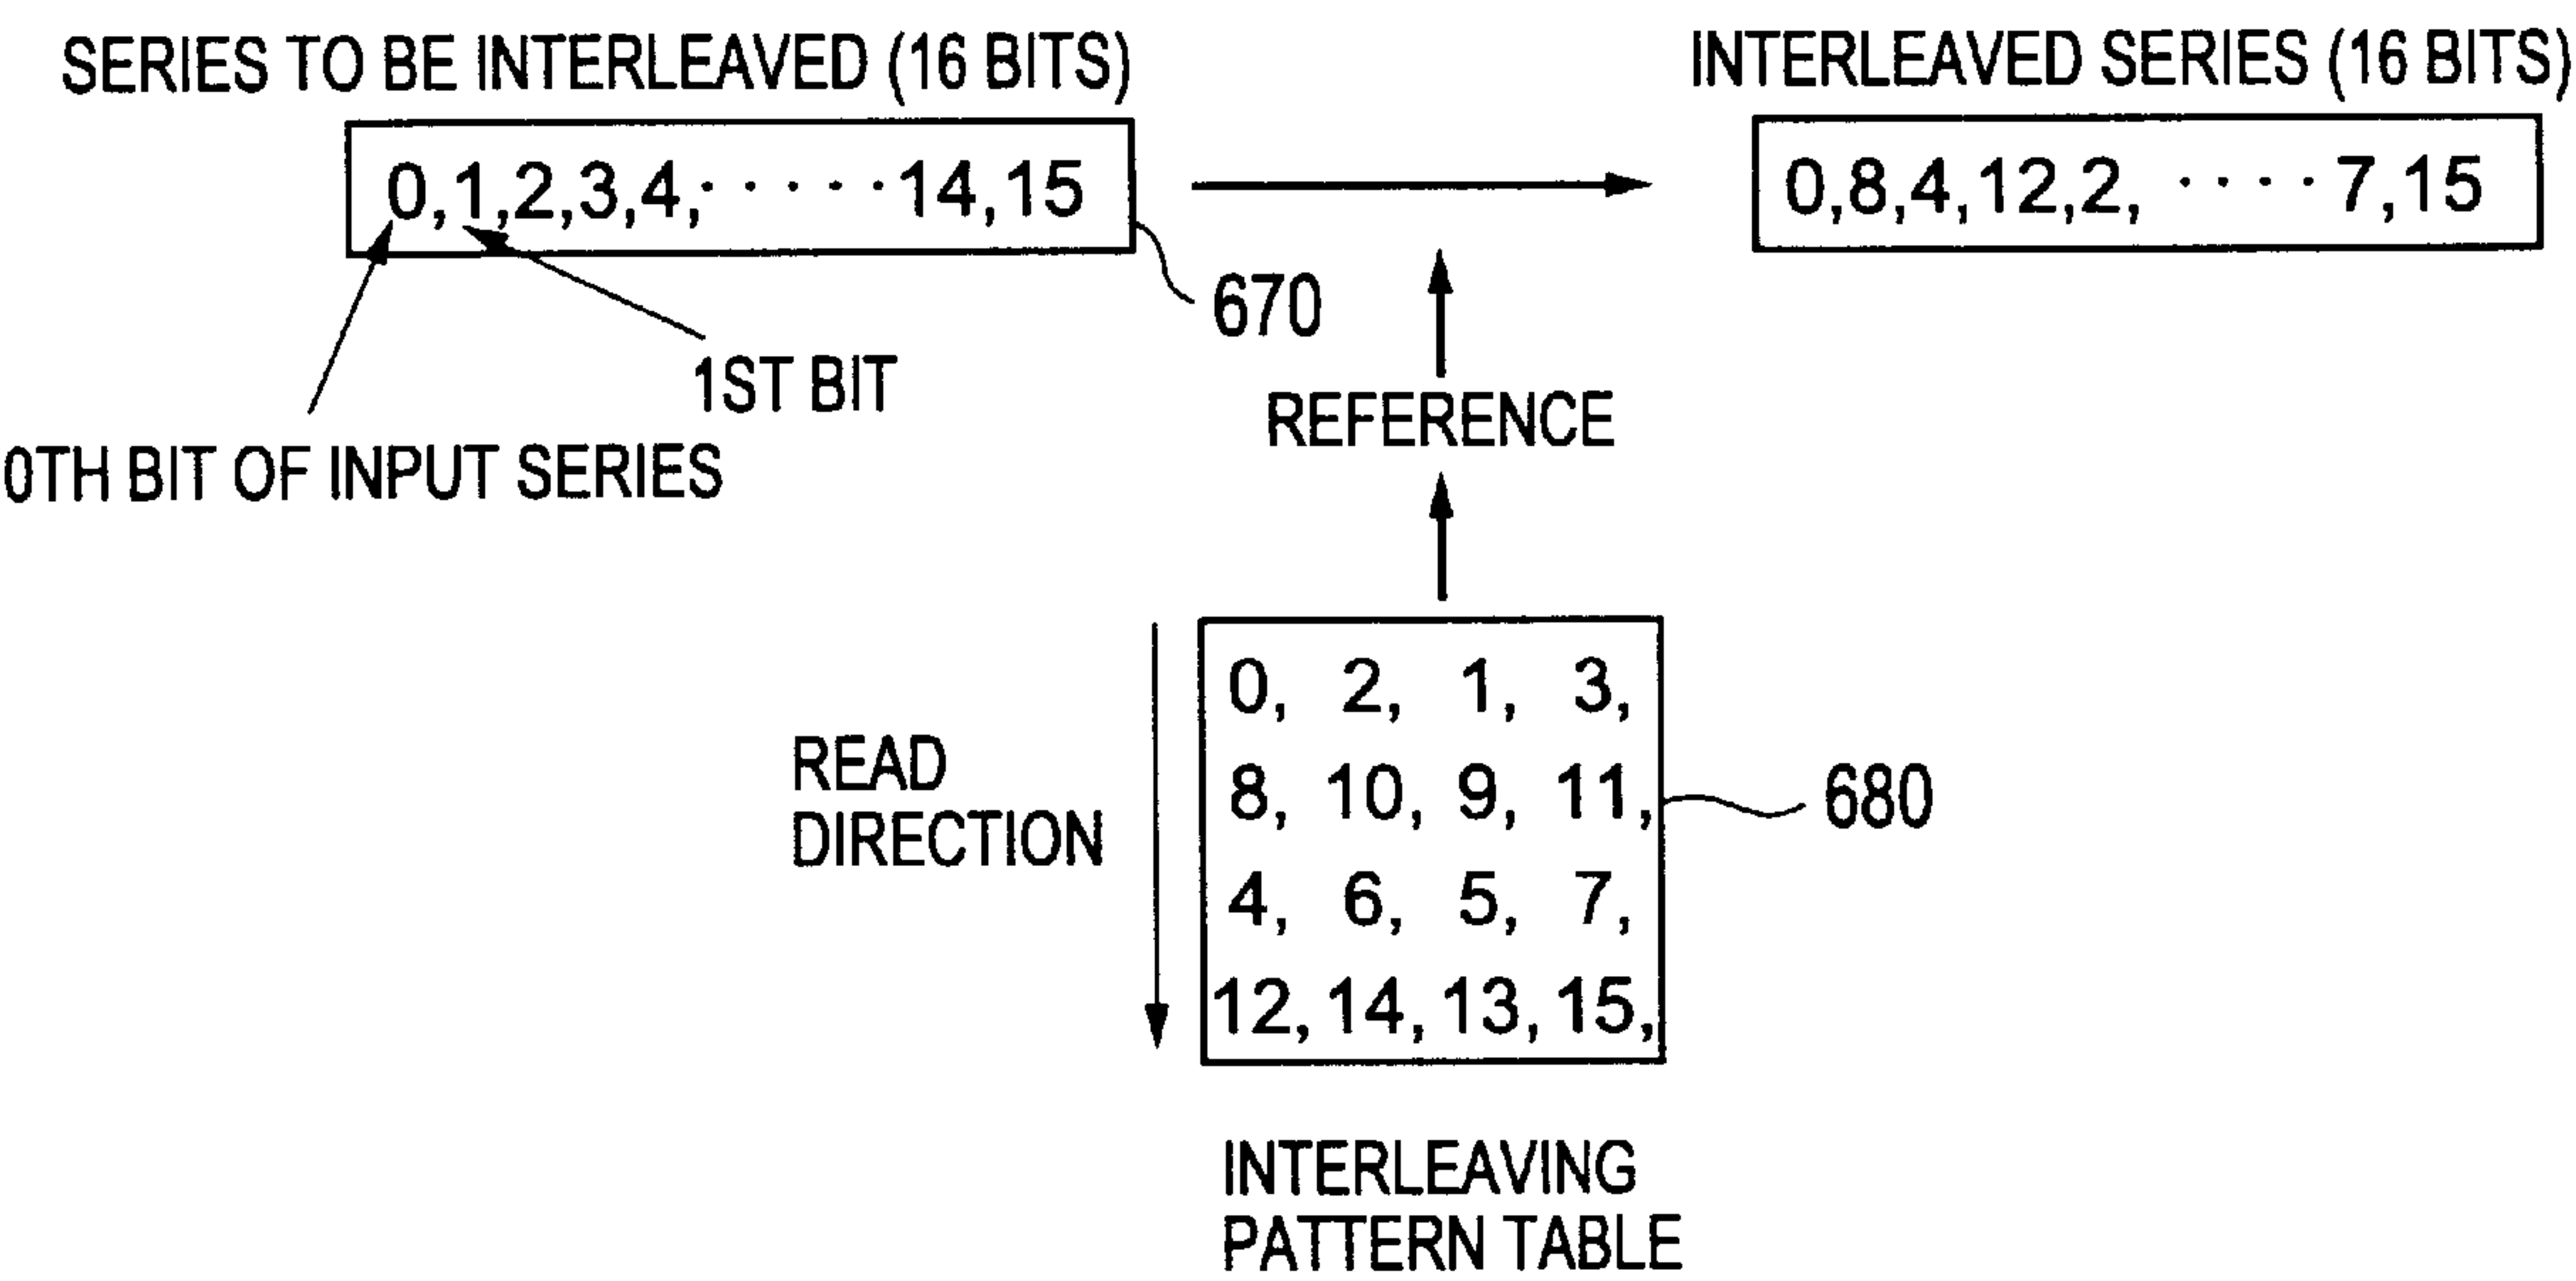 SERIES TO BE INTERLEAVED (16 BITS)
0,1,2,3,4,·····14,15
670
1ST BIT
0TH BIT OF INPUT SERIES
INTERLEAVED SERIES (16 BITS)
0,8,4,12,2, ····7,15
REFERENCE
READ
DIRECTION
0, 2, 1, 3,
8, 10, 9, 11,
4, 6, 5, 7,
12, 14, 13, 15,
680
INTERLEAVING
PATTERN TABLE